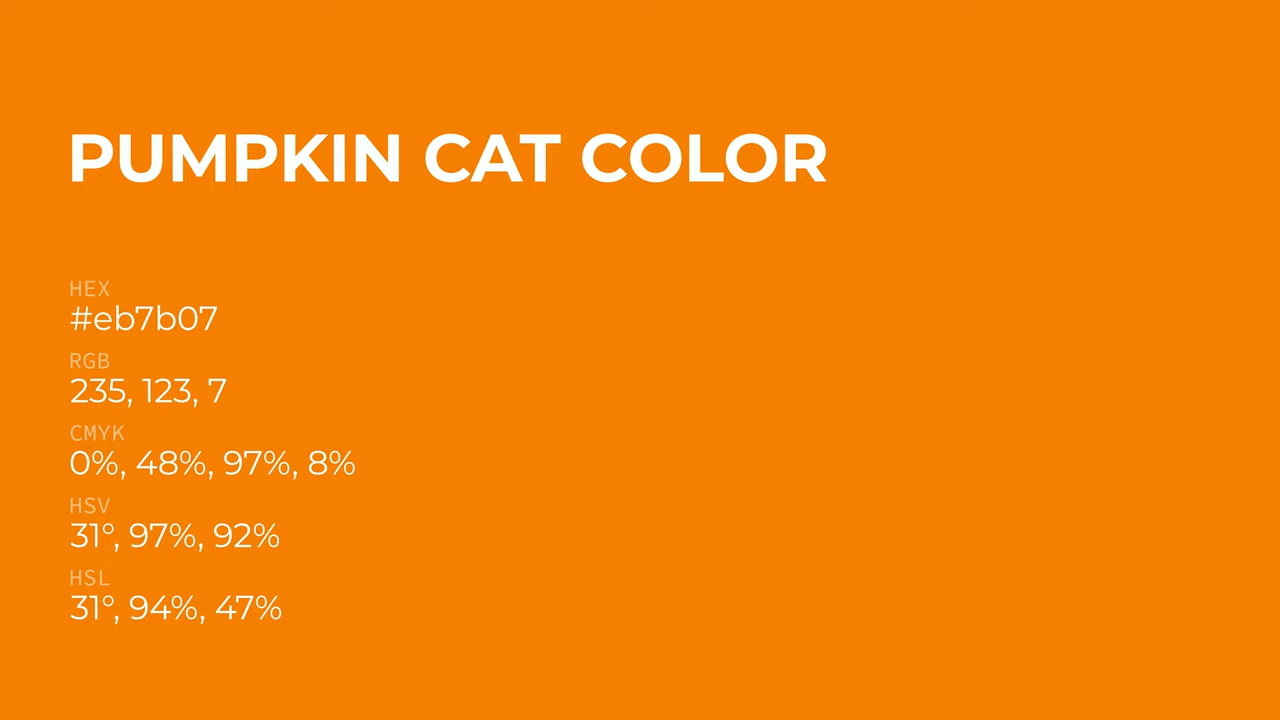 PUMPKIN CAT COLOR
HEX
#eb7b07
RGB
235, 123, 7
CMYK
0%, 48%, 97%, 8%
HSV
31°, 97%, 92%
HSL
31°, 94%, 47%